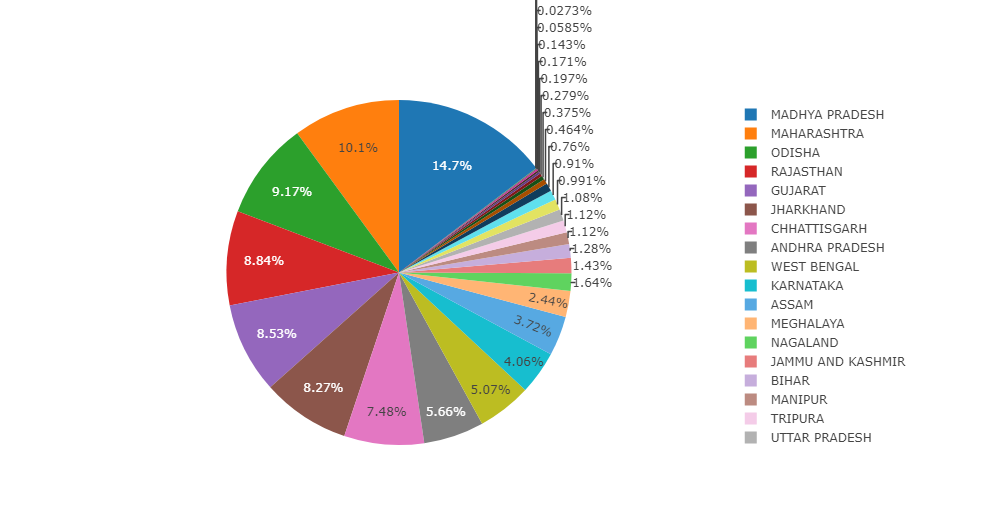 0.0273%
0.0585%
0.143%
0.171%
0.197%
0.279%
0.375%
0.464%
0.76%
0.91%
0.991%
1.08%
1.12%
1.12%
1.28%
1.43%
1.64%
14.7%
10.1%
9.17%
8.84%
8.53%
8.27%
7.48%
5.66%
5.07%
4.06%
3.72%
2.44%
MADHYA PRADESH
MAHARASHTRA
ODISHA
RAJASTHAN
GUJARAT
JHARKHAND
CHHATTISGARH
ANDHRA PRADESH
WEST BENGAL
KARNATAKA
ASSAM
MEGHALAYA
NAGALAND
JAMMU AND KASHMIR
BIHAR
MANIPUR
TRIPURA
UTTAR PRADESH